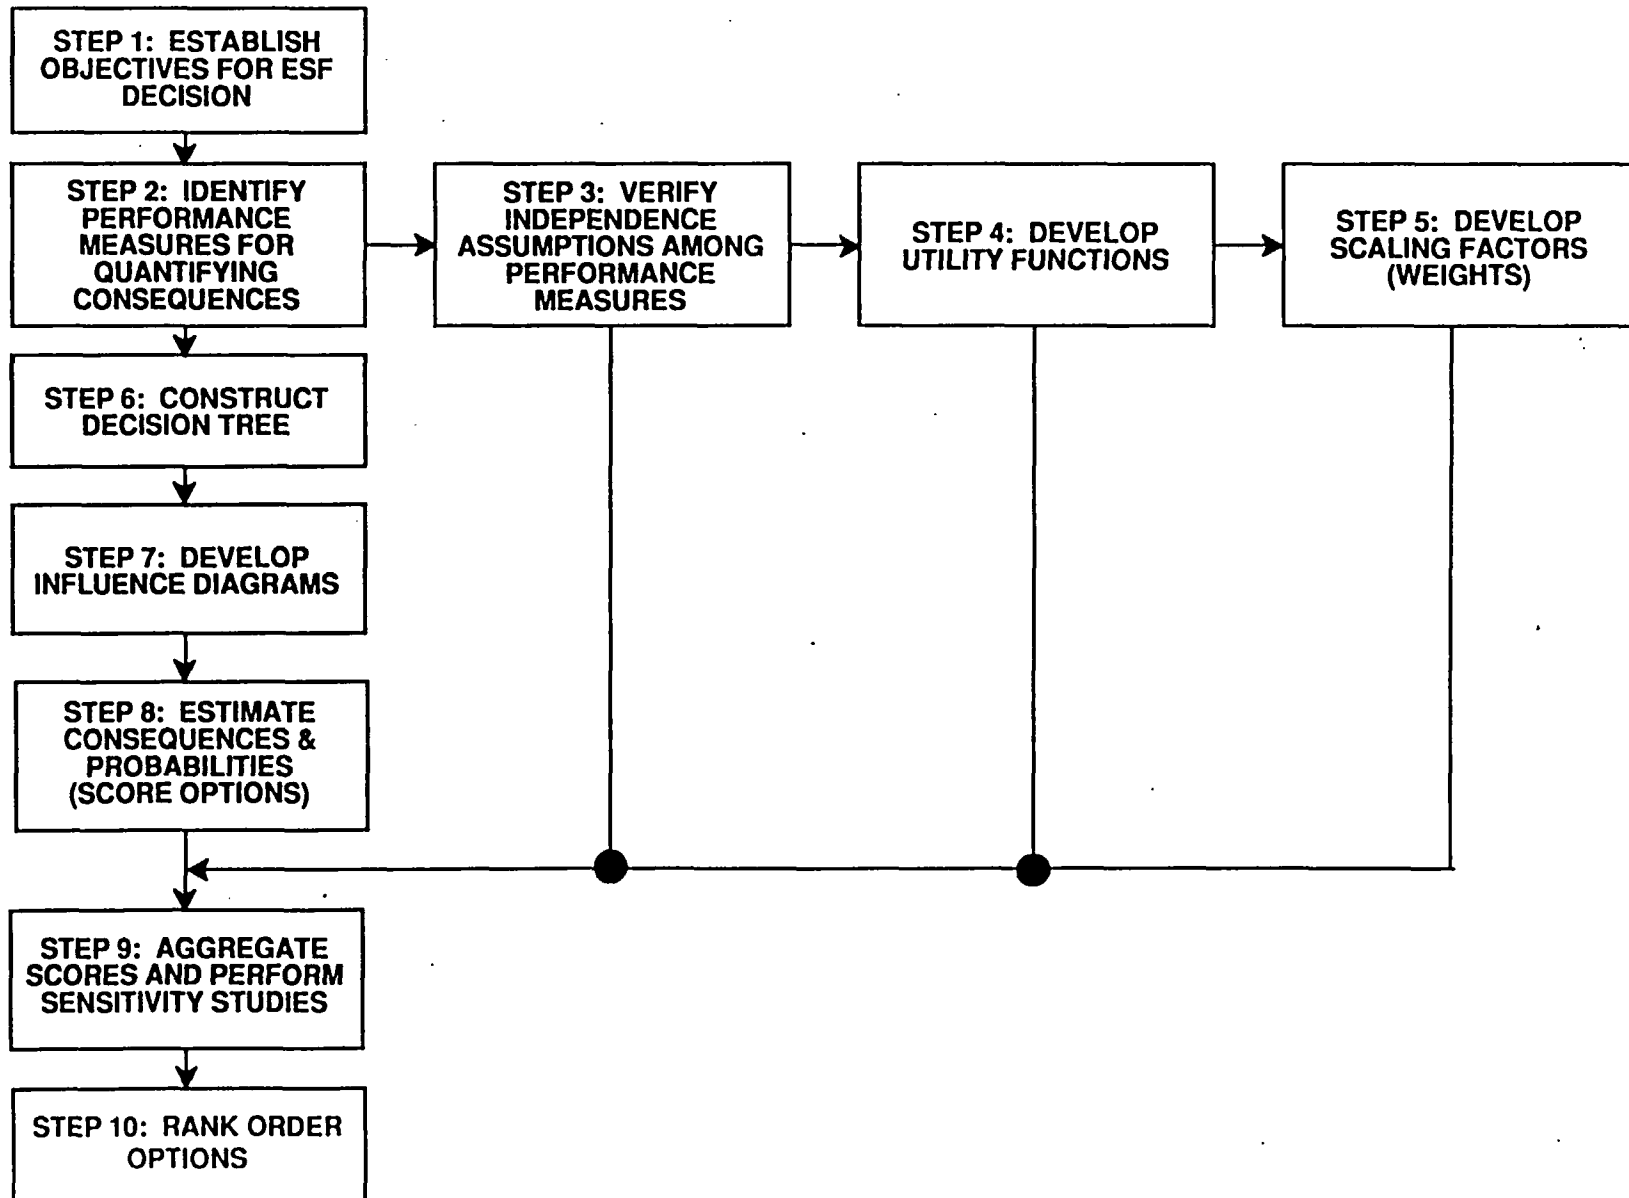 STEP 1: ESTABLISH
OBJECTIVES FOR ESF
DECISION
STEP 2: IDENTIFY
PERFORMANCE
MEASURES FOR
QUANTIFYING
CONSEQUENCES
STEP 3: VERIFY
INDEPENDENCE
ASSUMPTIONS AMONG
PERFORMANCE
MEASURES
STEP 4: DEVELOP
UTILITY FUNCTIONS
STEP 5: DEVELOP
SCALING FACTORS
(WEIGHTS)
STEP 6: CONSTRUCT
DECISION TREE
STEP 7: DEVELOP
INFLUENCE DIAGRAMS
STEP 8: ESTIMATE
CONSEQUENCES &
PROBABILITIES
(SCORE OPTIONS)
STEP 9: AGGREGATE
SCORES AND PERFORM
SENSITIVITY STUDIES
STEP 10: RANK ORDER
OPTIONS